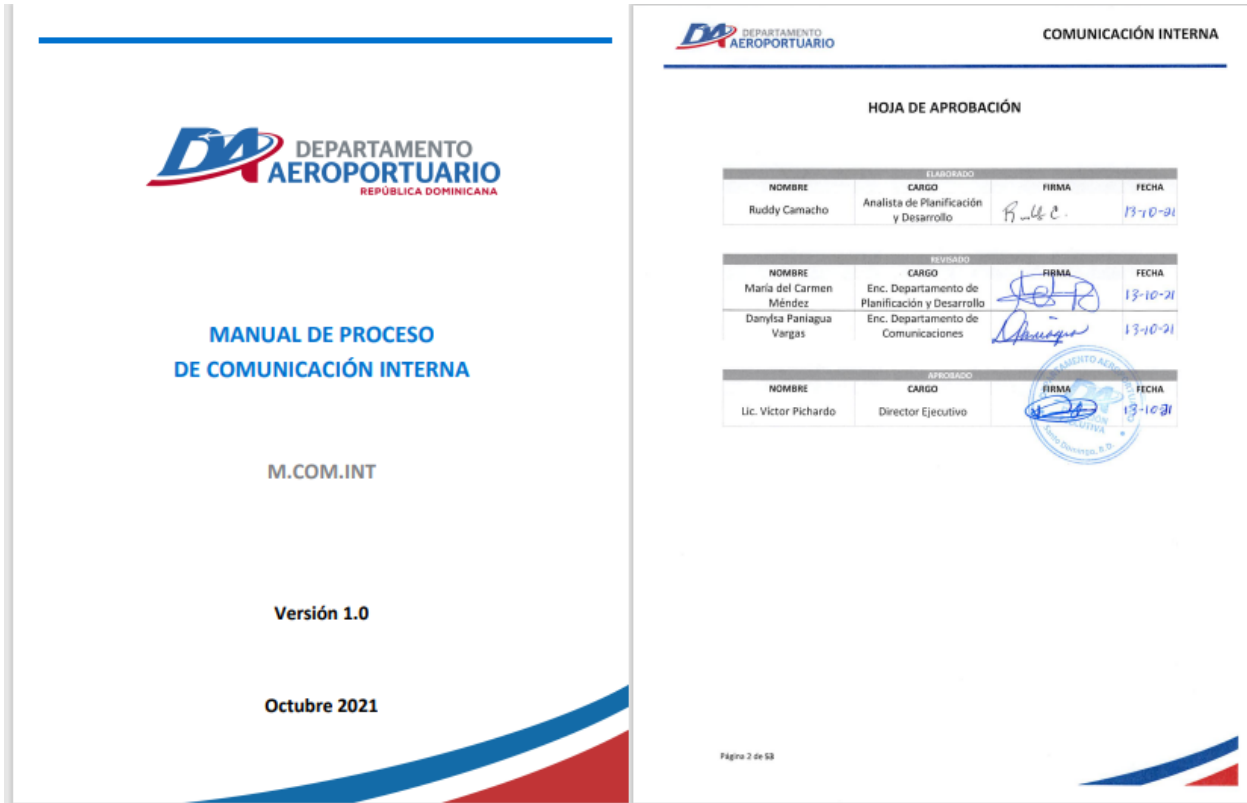 DEPARTAMENTO
AEROPORTUARIO
REPÚBLICA DOMINICANA
MANUAL DE PROCESO
DE COMUNICACIÓN INTERNA
M.COM.INT
Versión 1.0
Octubre 2021
DEPARTAMENTO
AEROPORTUARIO
COMUNICACIÓN INTERNA
HOJA DE APROBACIÓN
ELABORADO
NOMBRE CARGO FIRMA FECHA
Ruddy Camacho Analista de Planificación y Desarrollo 13-10-21
REVISADO
NOMBRE CARGO FIRMA FECHA
María del Carmen Méndez Enc. Departamento de Planificación y Desarrollo 13-10-21
Danylsa Paniagua Vargas Enc. Departamento de Comunicaciones 13-10-21
APROBADO
NOMBRE CARGO FIRMA FECHA
Lic. Víctor Pichardo Director Ejecutivo 13-10-21
Santo Domingo, R.D.
Página 2 de 53